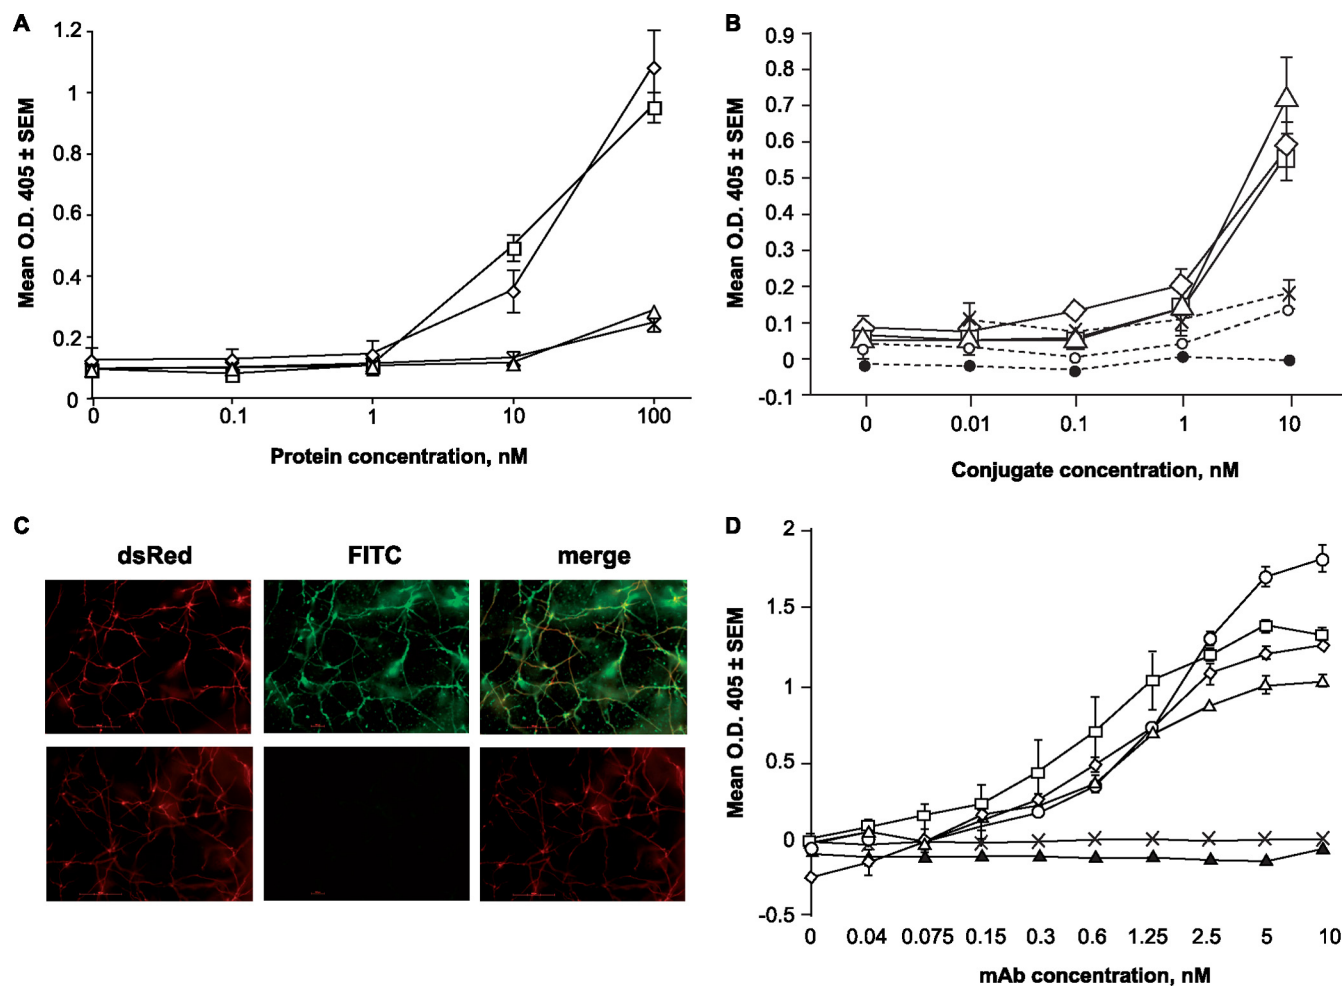 A
1.2
1
0.8
0.6
0.4
0.2
0
Mean O.D. 405 ± SEM
0 0.1 1 10 100
Protein concentration, nM
B
0.9
0.8
0.7
0.6
0.5
0.4
0.3
0.2
0.1
0
-0.1
Mean O.D. 405 ± SEM
0 0.01 0.1 1 10
Conjugate concentration, nM
C
dsRed FITC merge
D
2
1.5
1
0.5
0
-0.5
Mean O.D. 405 ± SEM
0 0.04 0.075 0.15 0.3 0.6 1.25 2.5 5 10
mAb concentration, nM